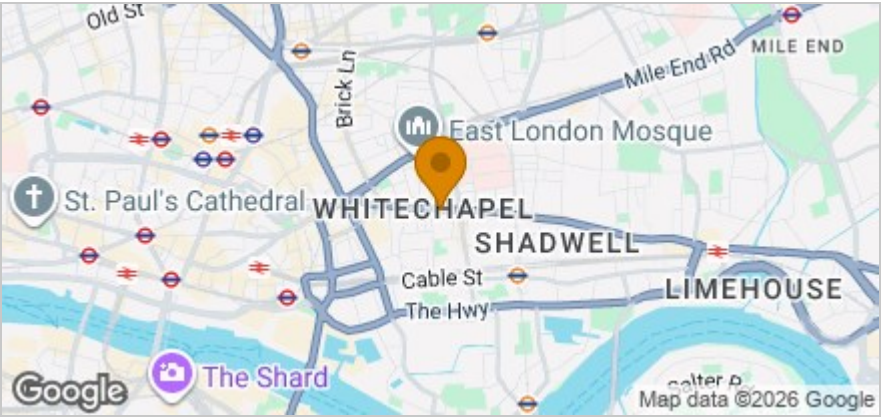 Old St
MILE END
Mile End Rd
Brick Ln
East London Mosque
St. Paul's Cathedral
WHITECHAPEL
SHADWELL
Cable St
LIMEHOUSE
The Hwy
The Shard
Google
Map data ©2026 Google